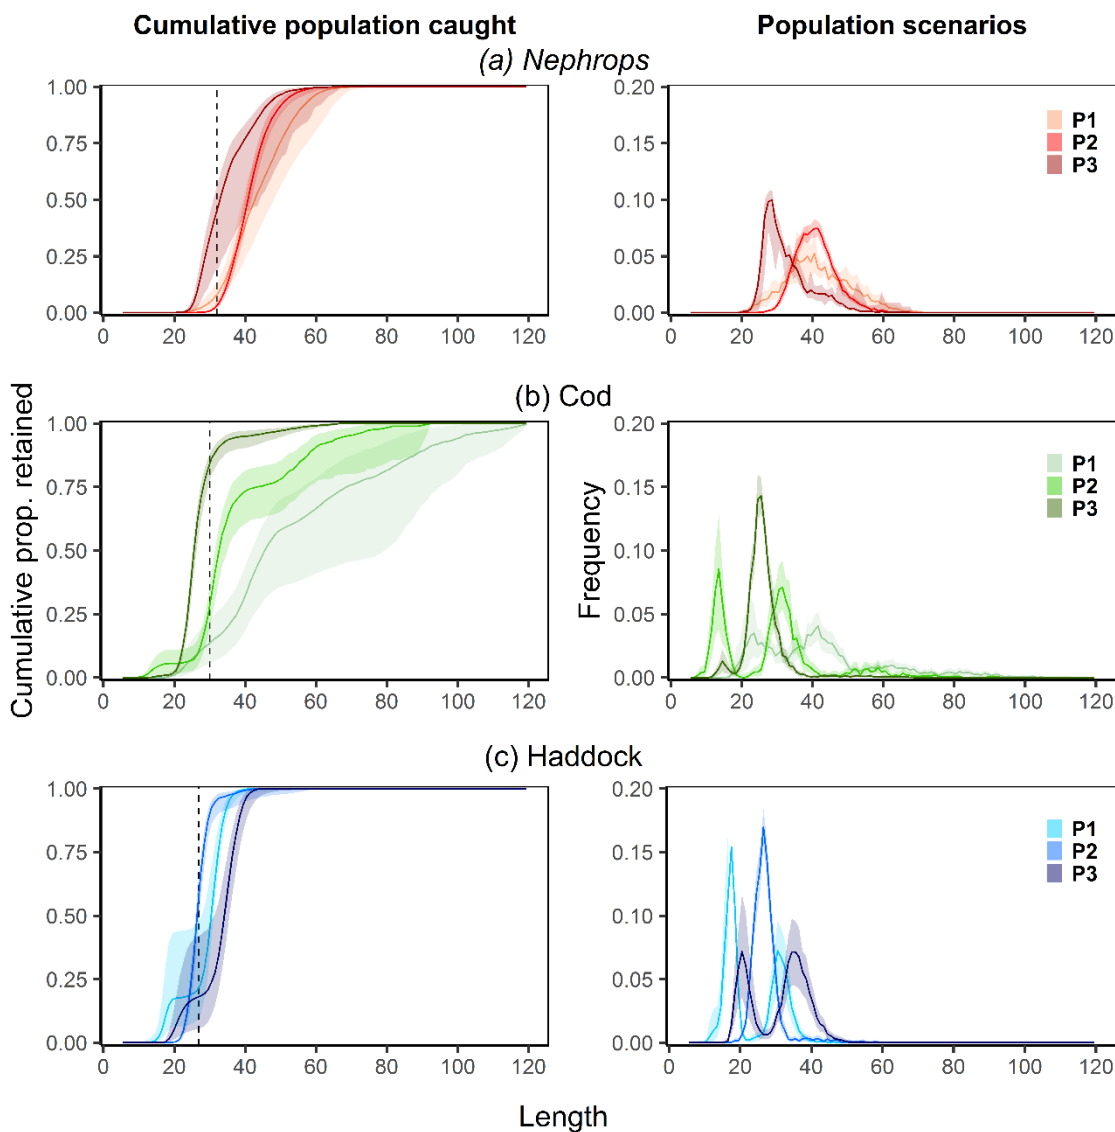 Cumulative population caught Population scenarios
(a) Nephrops
1.00
0.75
0.50
0.25
0.00
0 20 40 60 80 100 120
0.20
0.15
0.10
0.05
0.00
0 20 40 60 80 100 120
P1
P2
P3
(b) Cod
Cumulative prop. retained
1.00
0.75
0.50
0.25
0.00
0 20 40 60 80 100 120
Frequency
0.20
0.15
0.10
0.05
0.00
0 20 40 60 80 100 120
P1
P2
P3
(c) Haddock
1.00
0.75
0.50
0.25
0.00
0 20 40 60 80 100 120
0.20
0.15
0.10
0.05
0.00
0 20 40 60 80 100 120
P1
P2
P3
Length